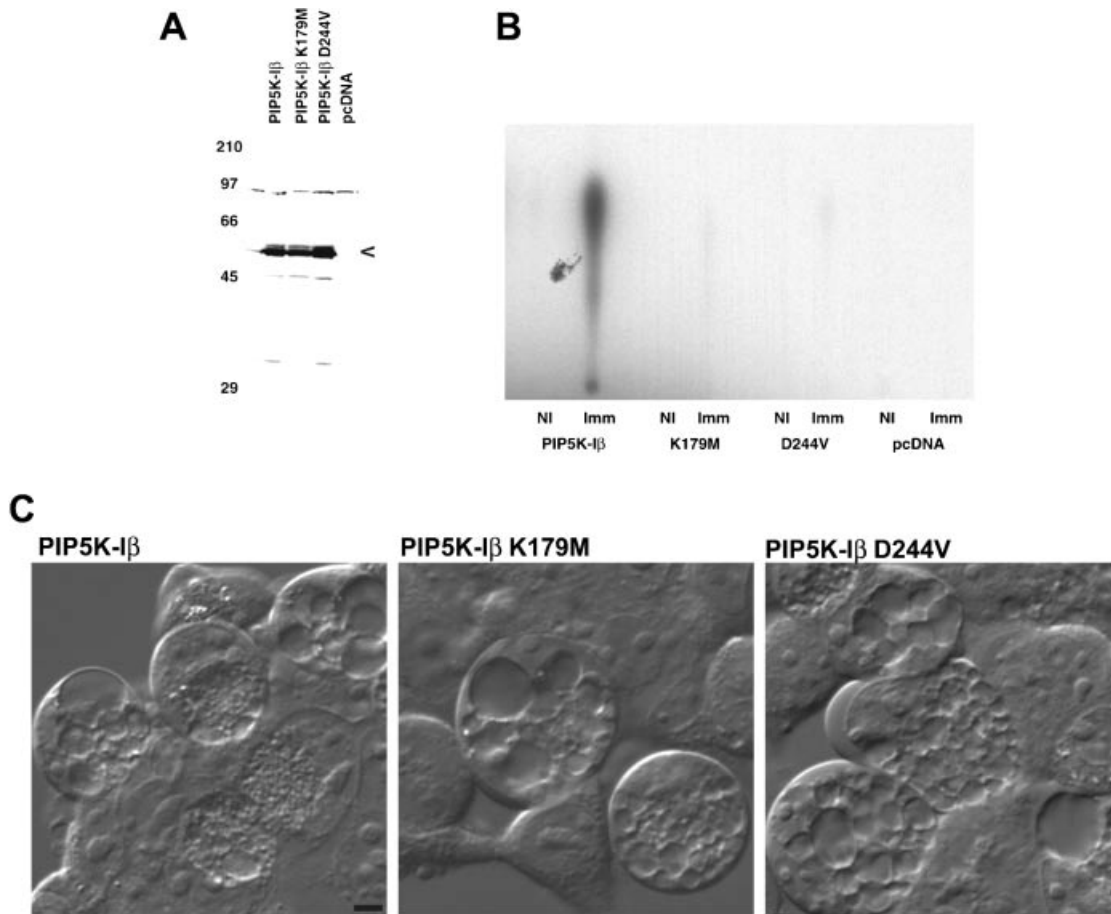 A
PIP5K-Iβ
PIP5K-Iβ K179M
PIP5K-Iβ D244V
pcDNA
210
97
66
45
29
<
B
NI Imm NI Imm NI Imm NI Imm
PIP5K-Iβ K179M D244V pcDNA
C
PIP5K-Iβ
PIP5K-Iβ K179M
PIP5K-Iβ D244V